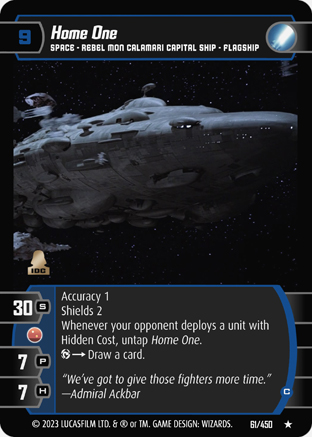 9 Home One
SPACE - REBEL MON CALAMARI CAPITAL SHIP - FLAGSHIP
IDC
30 S
Accuracy 1
Shields 2
Whenever your opponent deploys a unit with
Hidden Cost, untap Home One.
Draw a card.
7 P
7 H
“We’ve got to give those fighters more time.”
—Admiral Ackbar
C
© 2023 LUCASFILM LTD. & ® or TM. GAME DESIGN: WIZARDS. 61/450